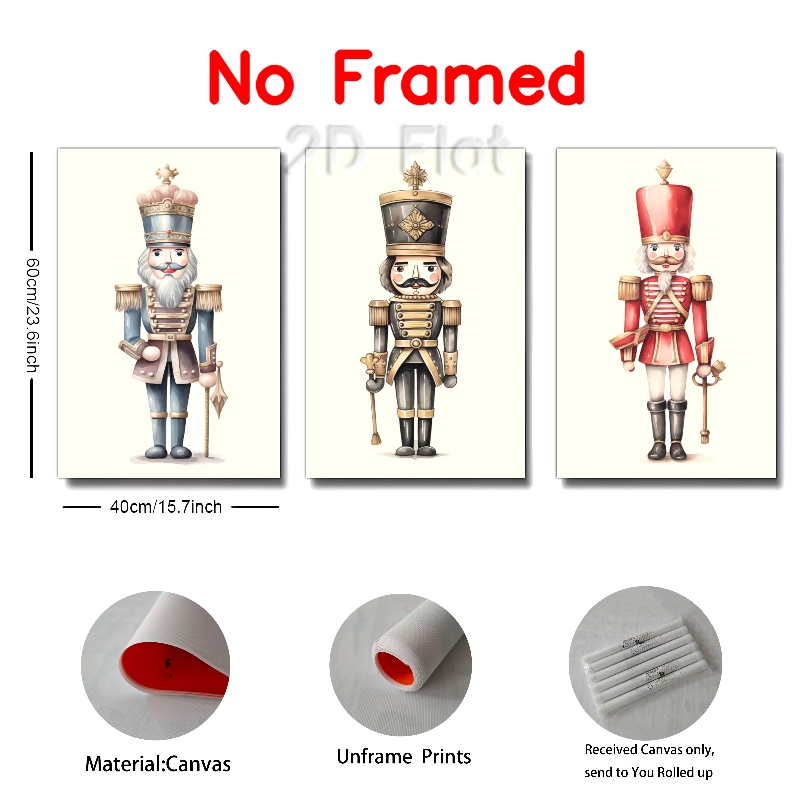 No Framed
2D Flat
60cm/23.6inch
40cm/15.7inch
Material:Canvas
Unframe Prints
Received Canvas only,
send to You Rolled up